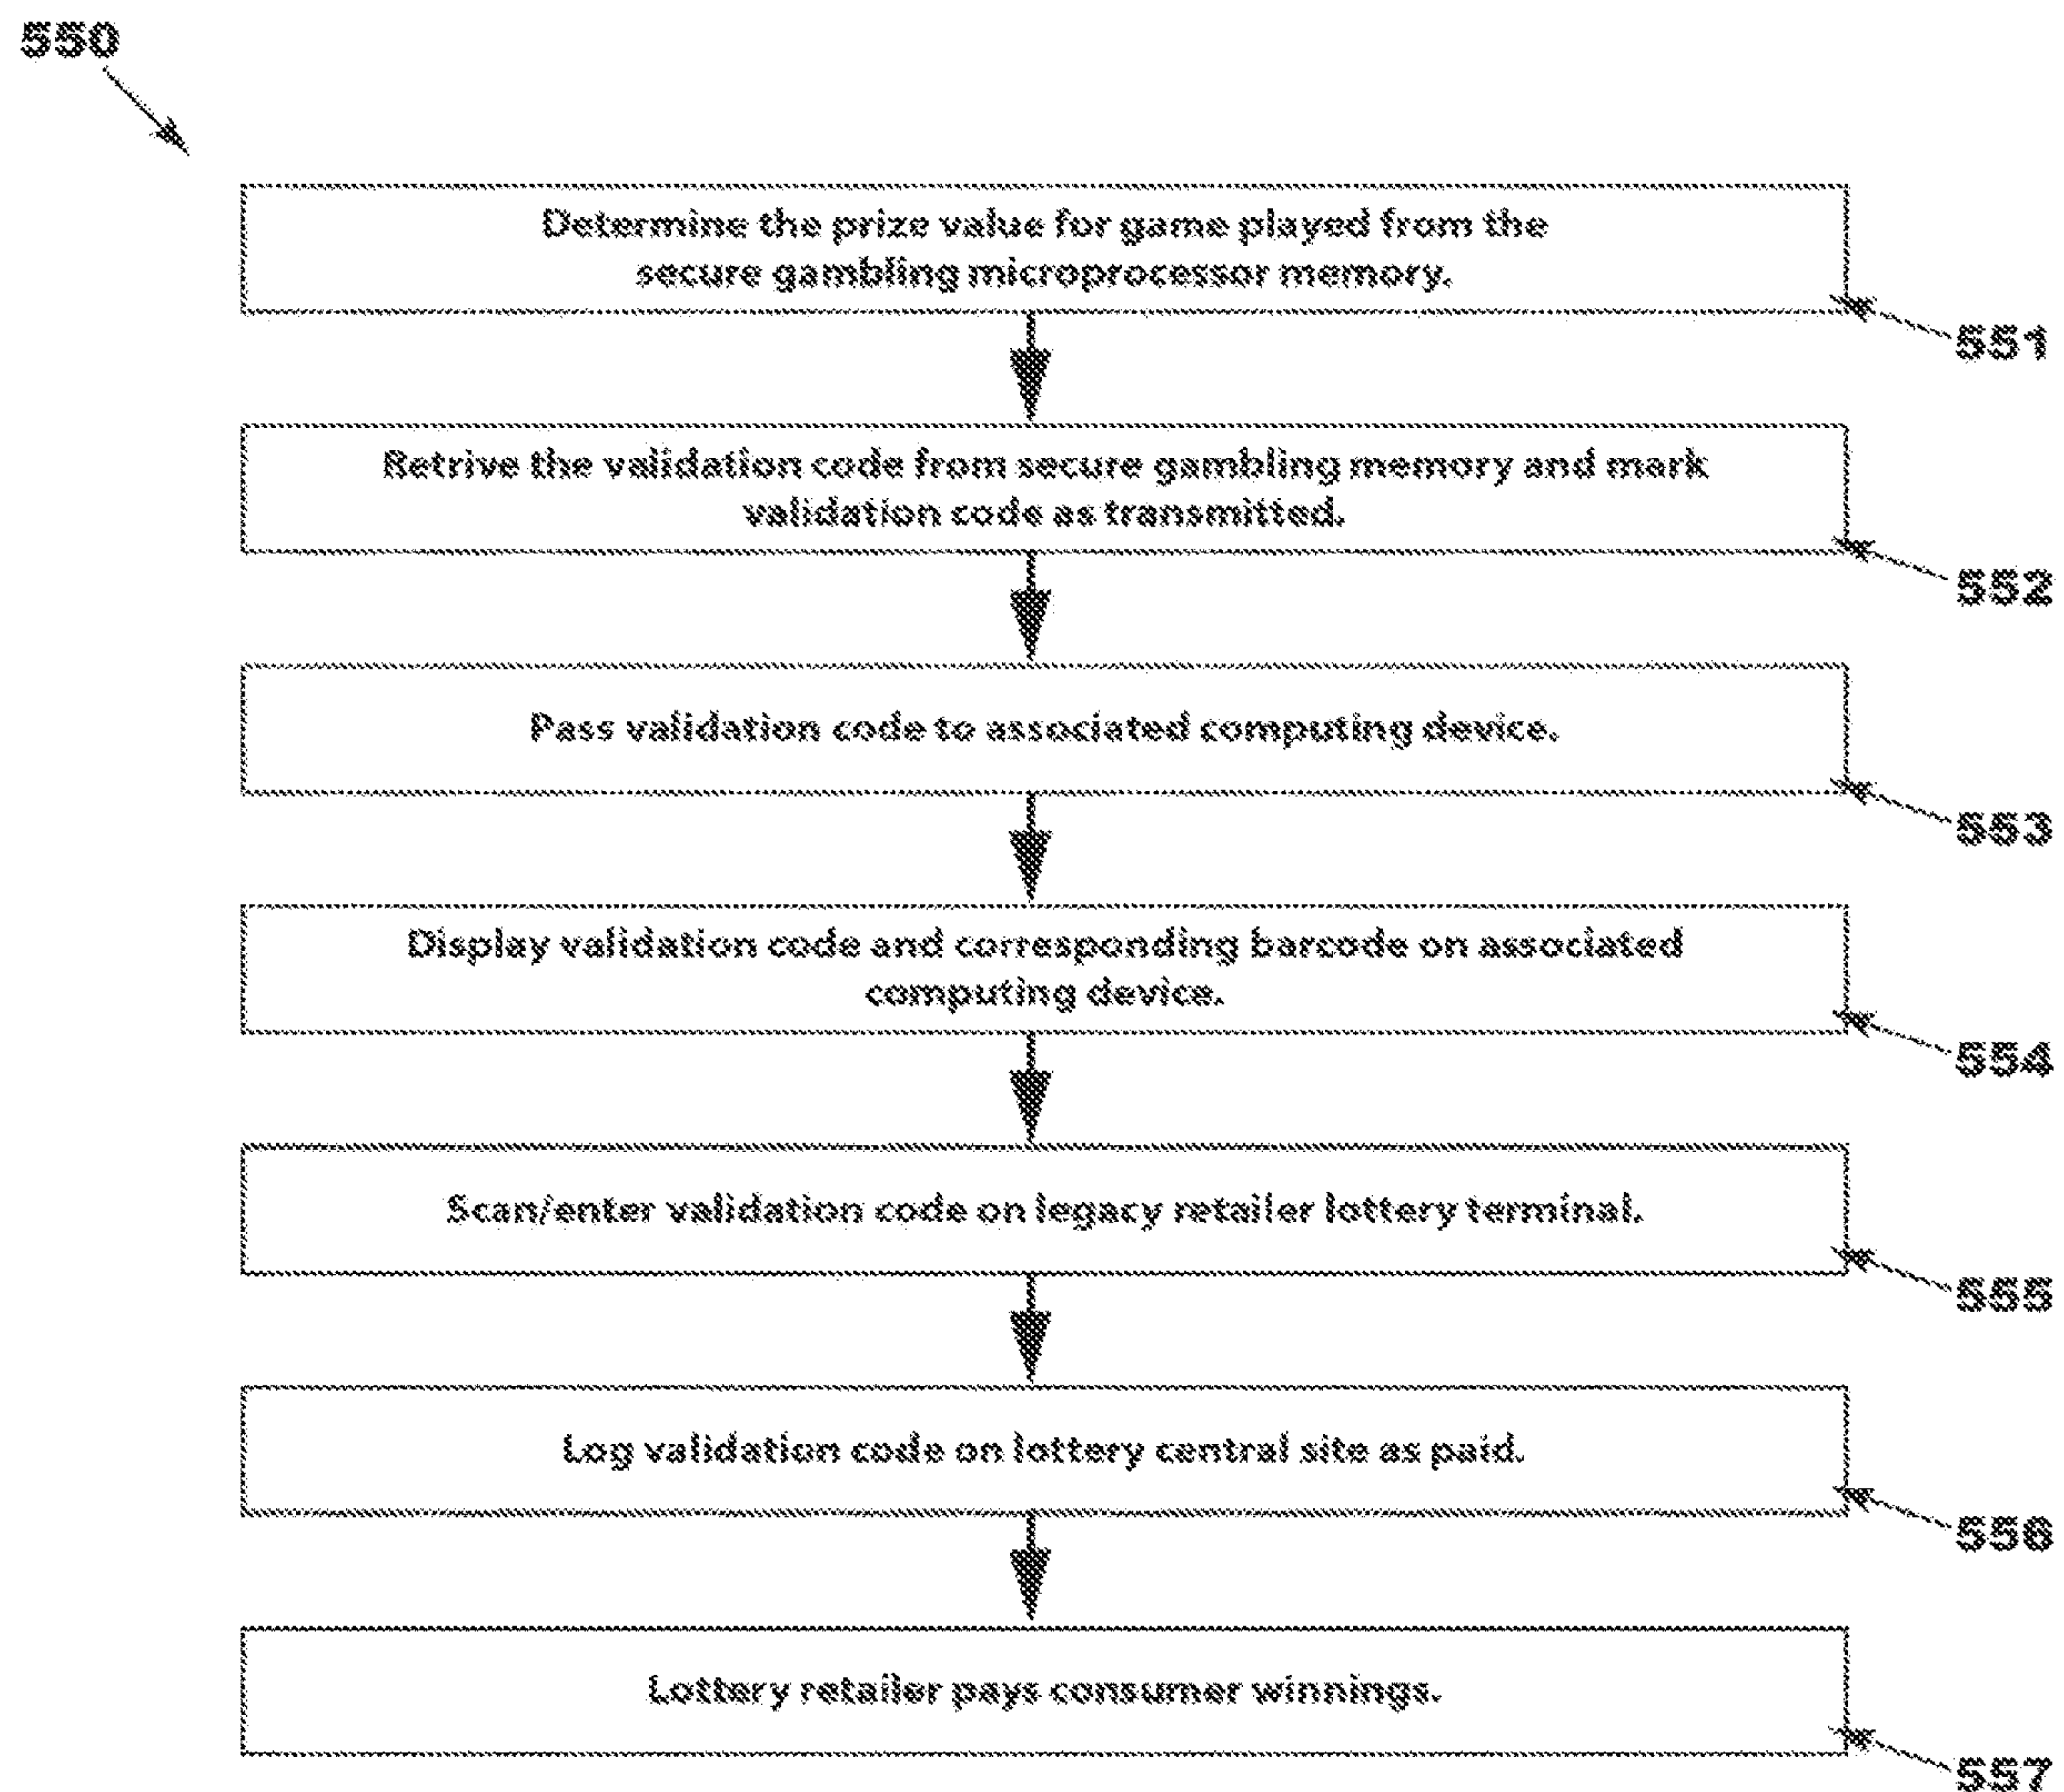 550
Determine the prize value for game played from the
secure gambling microprocessor memory.
551
Retrive the validation code from secure gambling memory and mark
validation code as transmitted.
552
Pass validation code to associated computing device.
553
Display validation code and corresponding barcode on associated
computing device.
554
Scan/enter validation code on legacy retailer lottery terminal.
555
Log validation code on lottery central site as paid.
556
Lottery retailer pays consumer winnings.
557